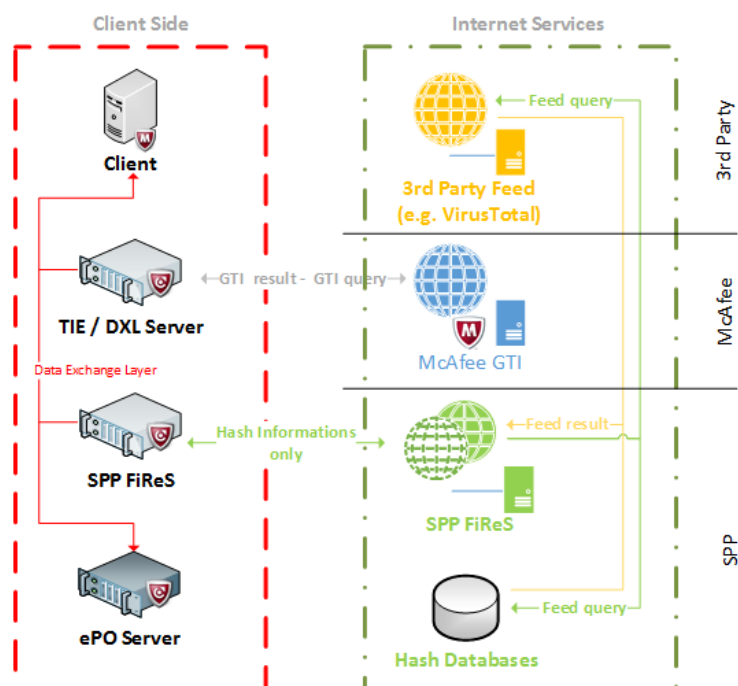 Client Side
Internet Services
Client
TIE / DXL Server
Data Exchange Layer
SPP FiReS
ePO Server
GTI result - GTI query
Hash Informations
only
Feed query
3rd Party Feed
(e.g. VirusTotal)
McAfee GTI
Feed result
SPP FiReS
Feed query
Hash Databases
3rd Party
McAfee
SPP